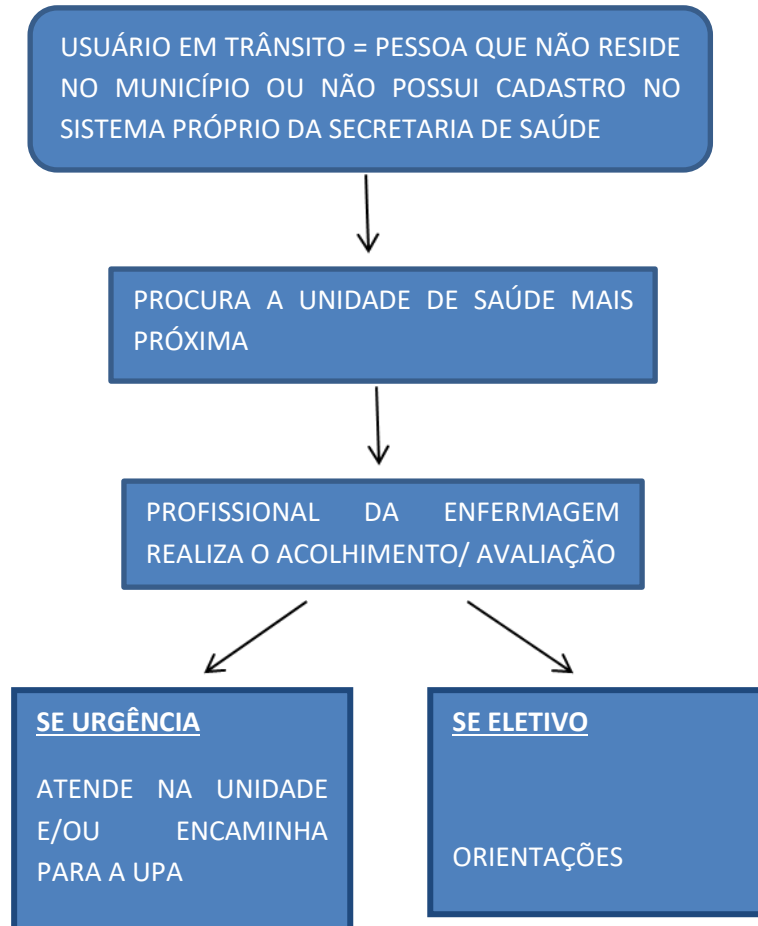 USUÁRIO EM TRÂNSITO = PESSOA QUE NÃO RESIDE
NO MUNICÍPIO OU NÃO POSSUI CADASTRO NO
SISTEMA PRÓPRIO DA SECRETARIA DE SAÚDE
PROCURA A UNIDADE DE SAÚDE MAIS
PRÓXIMA
PROFISSIONAL DA ENFERMAGEM
REALIZA O ACOLHIMENTO/ AVALIAÇÃO
SE URGÊNCIA
ATENDE NA UNIDADE
E/OU ENCAMINHA
PARA A UPA
SE ELETIVO
ORIENTAÇÕES